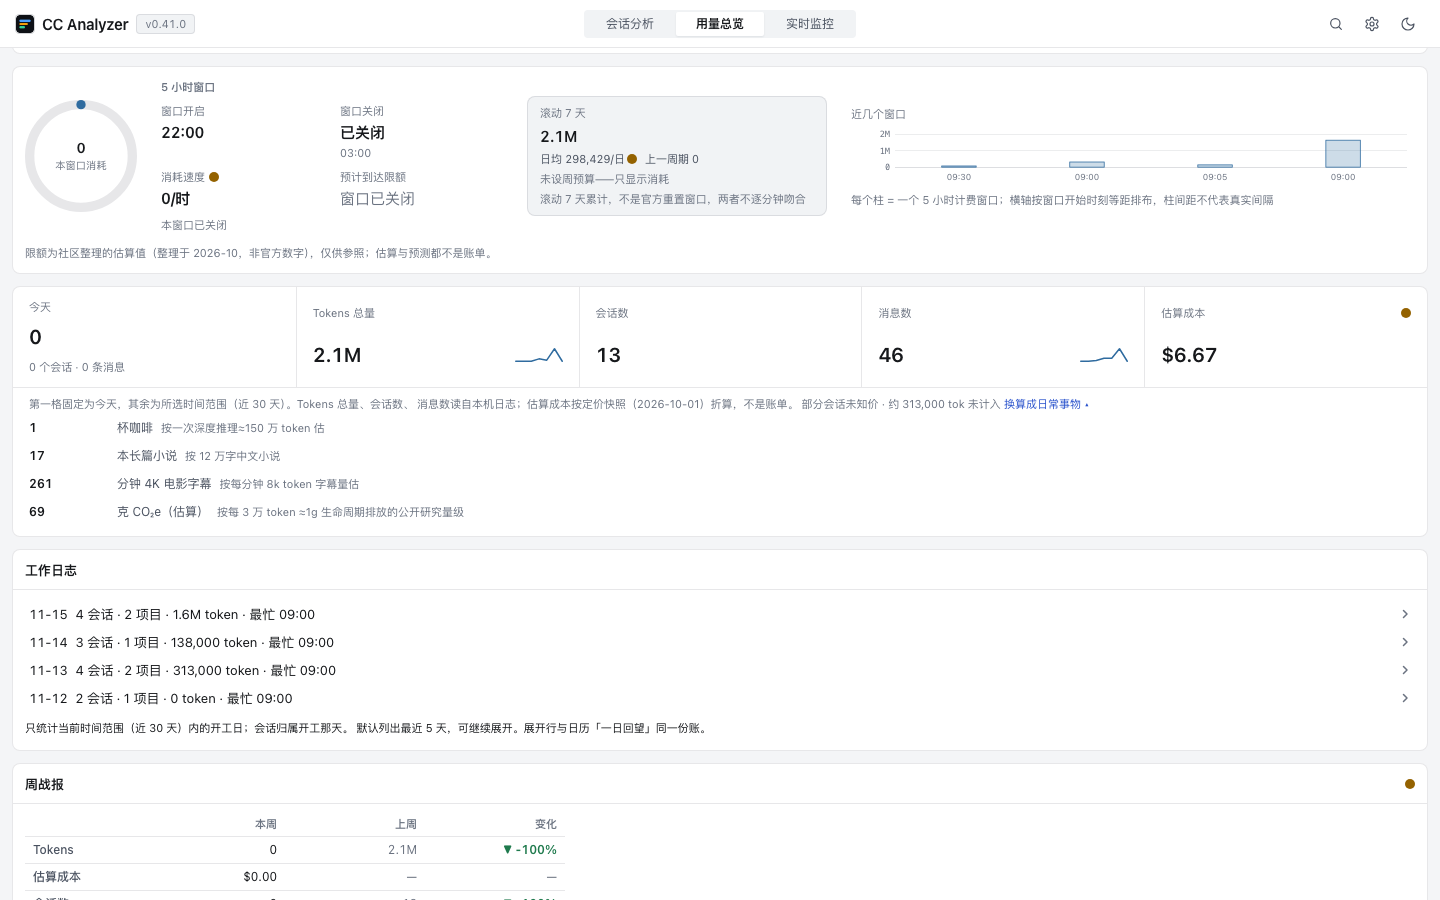 CC Analyzer v0.41.0 会话分析 用量总览 实时监控
5 小时窗口
窗口开启 窗口关闭
22:00 已关闭
03:00
0
本窗口消耗
消耗速度 预计到达限额
0/时 窗口已关闭
本窗口已关闭
滚动 7 天
2.1M
日均 298,429/日 上一周期 0
未设周预算——只显示消耗
滚动 7 天累计，不是官方重置窗口，两者不逐分钟吻合
近几个窗口
2M
1M
0
09:30 09:00 09:05 09:00
每个柱 = 一个 5 小时计费窗口；横轴按窗口开始时刻等距排布，柱间距不代表真实间隔
限额为社区整理的估算值（整理于 2026-10，非官方数字），仅供参照；估算与预测都不是账单。
今天
0
0 个会话 · 0 条消息
Tokens 总量
2.1M
会话数
13
消息数
46
估算成本
$6.67
第一格固定为今天，其余为所选时间范围（近 30 天）。Tokens 总量、会话数、 消息数读自本机日志；估算成本按定价快照（2026-10-01）折算，不是账单。 部分会话未知价 · 约 313,000 tok 未计入 换算成日常事物
1 杯咖啡 按一次深度推理≈150 万 token 估
17 本长篇小说 按 12 万字中文小说
261 分钟 4K 电影字幕 按每分钟 8k token 字幕量估
69 克 CO₂e（估算） 按每 3 万 token ≈1g 生命周期排放的公开研究量级
工作日志
11-15 4 会话 · 2 项目 · 1.6M token · 最忙 09:00
11-14 3 会话 · 1 项目 · 138,000 token · 最忙 09:00
11-13 4 会话 · 2 项目 · 313,000 token · 最忙 09:00
11-12 2 会话 · 1 项目 · 0 token · 最忙 09:00
只统计当前时间范围（近 30 天）内的开工日；会话归属开工那天。 默认列出最近 5 天，可继续展开。展开行与日历「一日回望」同一份账。
周战报
本周 上周 变化
Tokens 0 2.1M ▼ -100%
估算成本 $0.00 — —